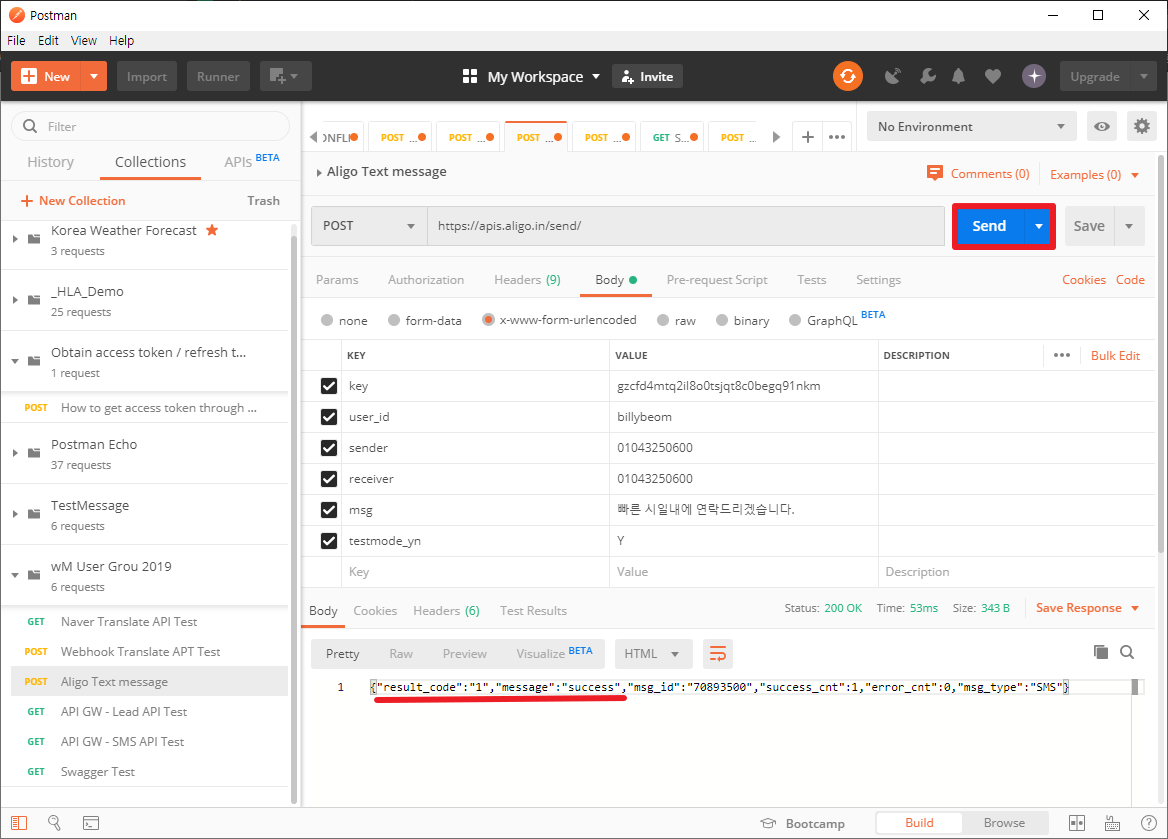 Postman
File Edit View Help
New Import Runner My Workspace Invite Upgrade
Filter
History Collections APIs BETA
New Collection Trash
Korea Weather Forecast
3 requests
_HLA_Demo
25 requests
Obtain access token / refresh t...
1 request
POST How to get access token through ...
Postman Echo
37 requests
TestMessage
6 requests
wM User Grou 2019
6 requests
GET Naver Translate API Test
POST Webhook Translate APT Test
POST Aligo Text message
GET API GW - Lead API Test
GET API GW - SMS API Test
GET Swagger Test
ONFLI POST ... POST ... POST ... POST ... GET S... POST ...
No Environment
Aligo Text message
Comments (0) Examples (0)
POST https://apis.aligo.in/send/ Send Save
Params Authorization Headers (9) Body Pre-request Script Tests Settings Cookies Code
none form-data x-www-form-urlencoded raw binary GraphQL BETA
KEY VALUE DESCRIPTION Bulk Edit
key gzcfd4mtq2il8o0tsjqt8c0begq91nkm
user_id billybeom
sender 01043250600
receiver 01043250600
msg 빠른 시일내에 연락드리겠습니다.
testmode_yn Y
Key Value Description
Body Cookies Headers (6) Test Results Status: 200 OK Time: 53ms Size: 343 B Save Response
Pretty Raw Preview Visualize BETA HTML
1 {"result_code":"1","message":"success","msg_id":"70893500","success_cnt":1,"error_cnt":0,"msg_type":"SMS"}
Bootcamp Build Browse